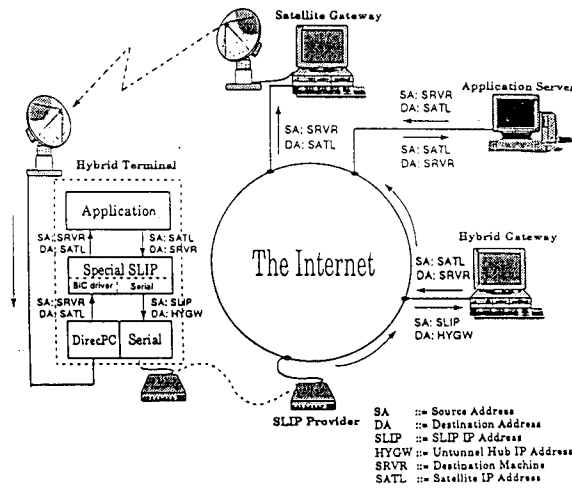 Satellite Gateway
Application Server
SA: SRVR
DA: SATL
SA: SATL
DA: SRVR
SA: SRVR
DA: SATL
Hybrid Terminal
Application
SA: SRVR
DA: SATL
SA: SATL
DA: SRVR
Special SLIP
BIC driver
Serial
SA: SRVR
DA: SATL
SA: SLIP
DA: HYGW
DirecPC
Serial
The Internet
Hybrid Gateway
SA: SATL
DA: SRVR
SA: SLIP
DA: HYGW
SLIP Provider
SA ::= Source Address
DA ::= Destination Address
SLIP ::= SLIP IP Address
HYGW ::= Untunnel Hub IP Address
SRVR ::= Destination Machine
SATL ::= Satellite IP Address